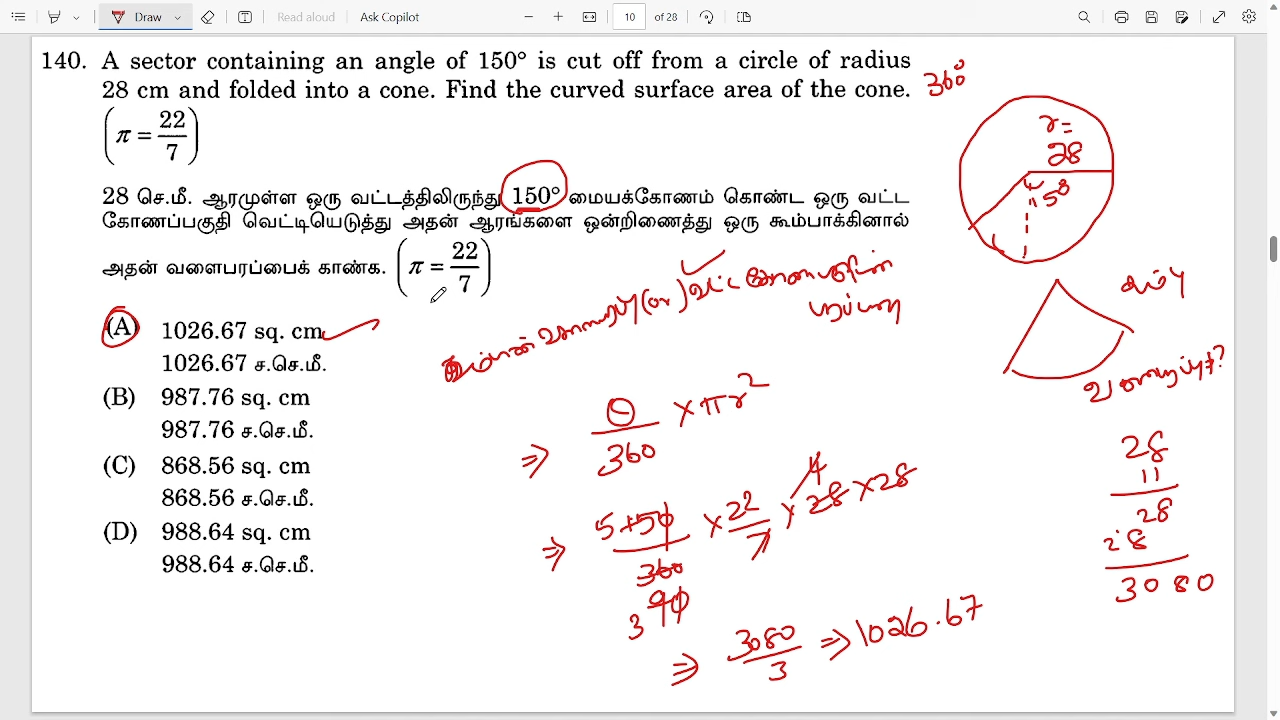 Draw
Read aloud
Ask Copilot
10
of 28
140. A sector containing an angle of 150° is cut off from a circle of radius
28 cm and folded into a cone. Find the curved surface area of the cone.
(π = 22/7)
28 செ.மீ. ஆரமுள்ள ஒரு வட்டத்திலிருந்து 150° மையக்கோணம் கொண்ட ஒரு வட்ட
கோணப்பகுதி வெட்டியெடுத்து அதன் ஆரங்களை ஒன்றிணைத்து ஒரு கூம்பாக்கினால்
அதன் வளைபரப்பைக் காண்க. (π = 22/7)
(A) 1026.67 sq. cm
1026.67 ச.செ.மீ.
(B) 987.76 sq. cm
987.76 ச.செ.மீ.
(C) 868.56 sq. cm
868.56 ச.செ.மீ.
(D) 988.64 sq. cm
988.64 ச.செ.மீ.
360°
r=
28
(or) வட்ட
⇒ θ/360 × πr²
22/7 × 28 × 28
⇒ 3080/3 ⇒ 1026.67
28
11
28
28
3080